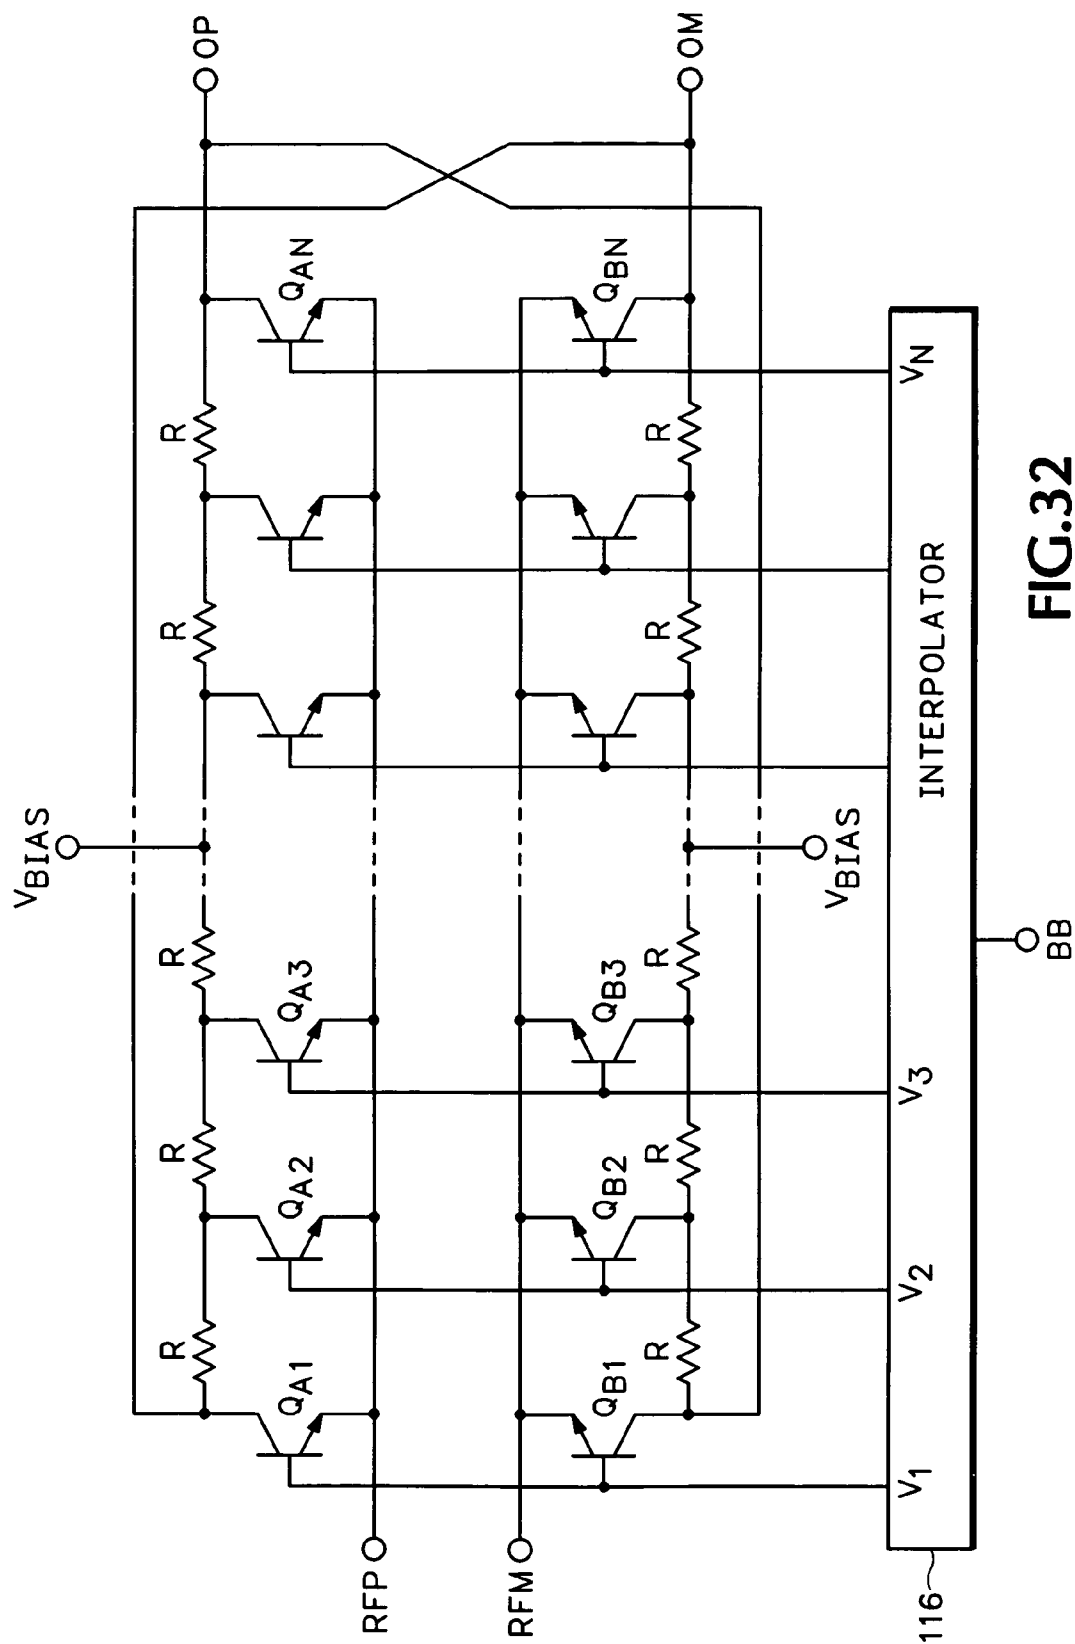 VBIAS
OP
R
R
R
R
R
QA1
QA2
QA3
QAN
RFP
RFM
OM
QB1
QB2
QB3
QBN
R
R
R
R
R
VBIAS
V1
V2
V3
INTERPOLATOR
VN
116
BB
FIG.32